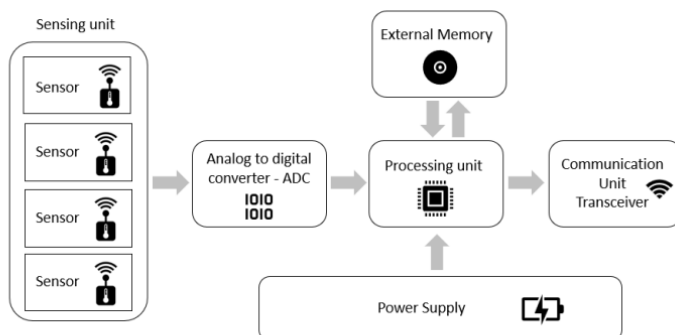 Sensing unit
Sensor
Sensor
Sensor
Sensor
Analog to digital
converter - ADC
1010
1010
External Memory
Processing unit
Communication
Unit
Transceiver
Power Supply